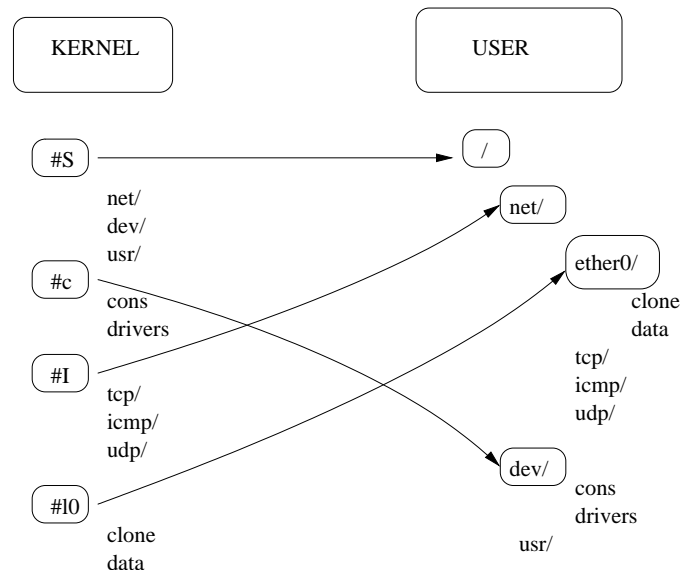 KERNEL
USER
#S
/
net/
dev/
usr/
net/
#c
ether0/
cons
drivers
clone
data
#I
tcp/
icmp/
udp/
tcp/
icmp/
udp/
dev/
#l0
cons
drivers
clone
data
usr/